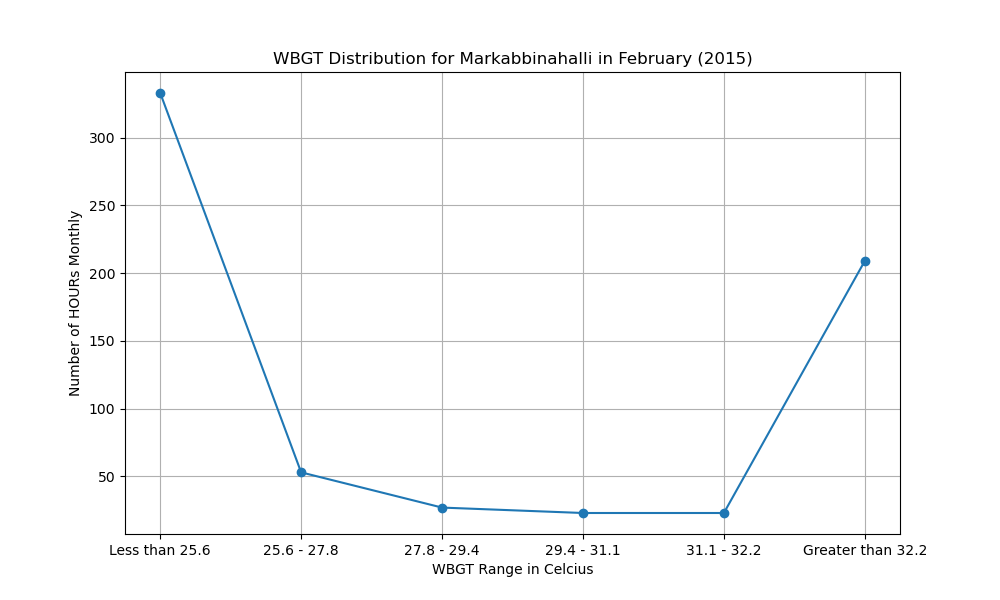 WBGT Distribution for Markabbinahalli in February (2015)
Number of HOURs Monthly
300
250
200
150
100
50
Less than 25.6 25.6 - 27.8 27.8 - 29.4 29.4 - 31.1 31.1 - 32.2 Greater than 32.2
WBGT Range in Celcius